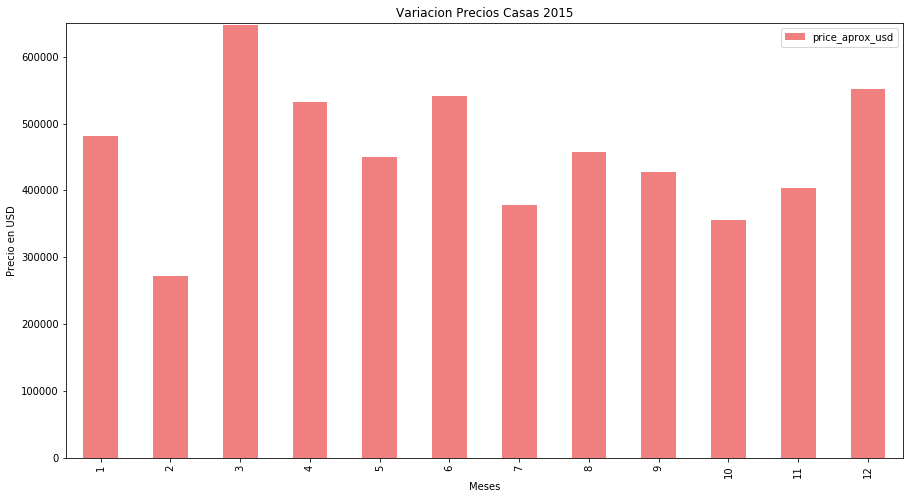 Variacion Precios Casas 2015
price_aprox_usd
Precio en USD
600000
500000
400000
300000
200000
100000
0
1 2 3 4 5 6 7 8 9 10 11 12
Meses